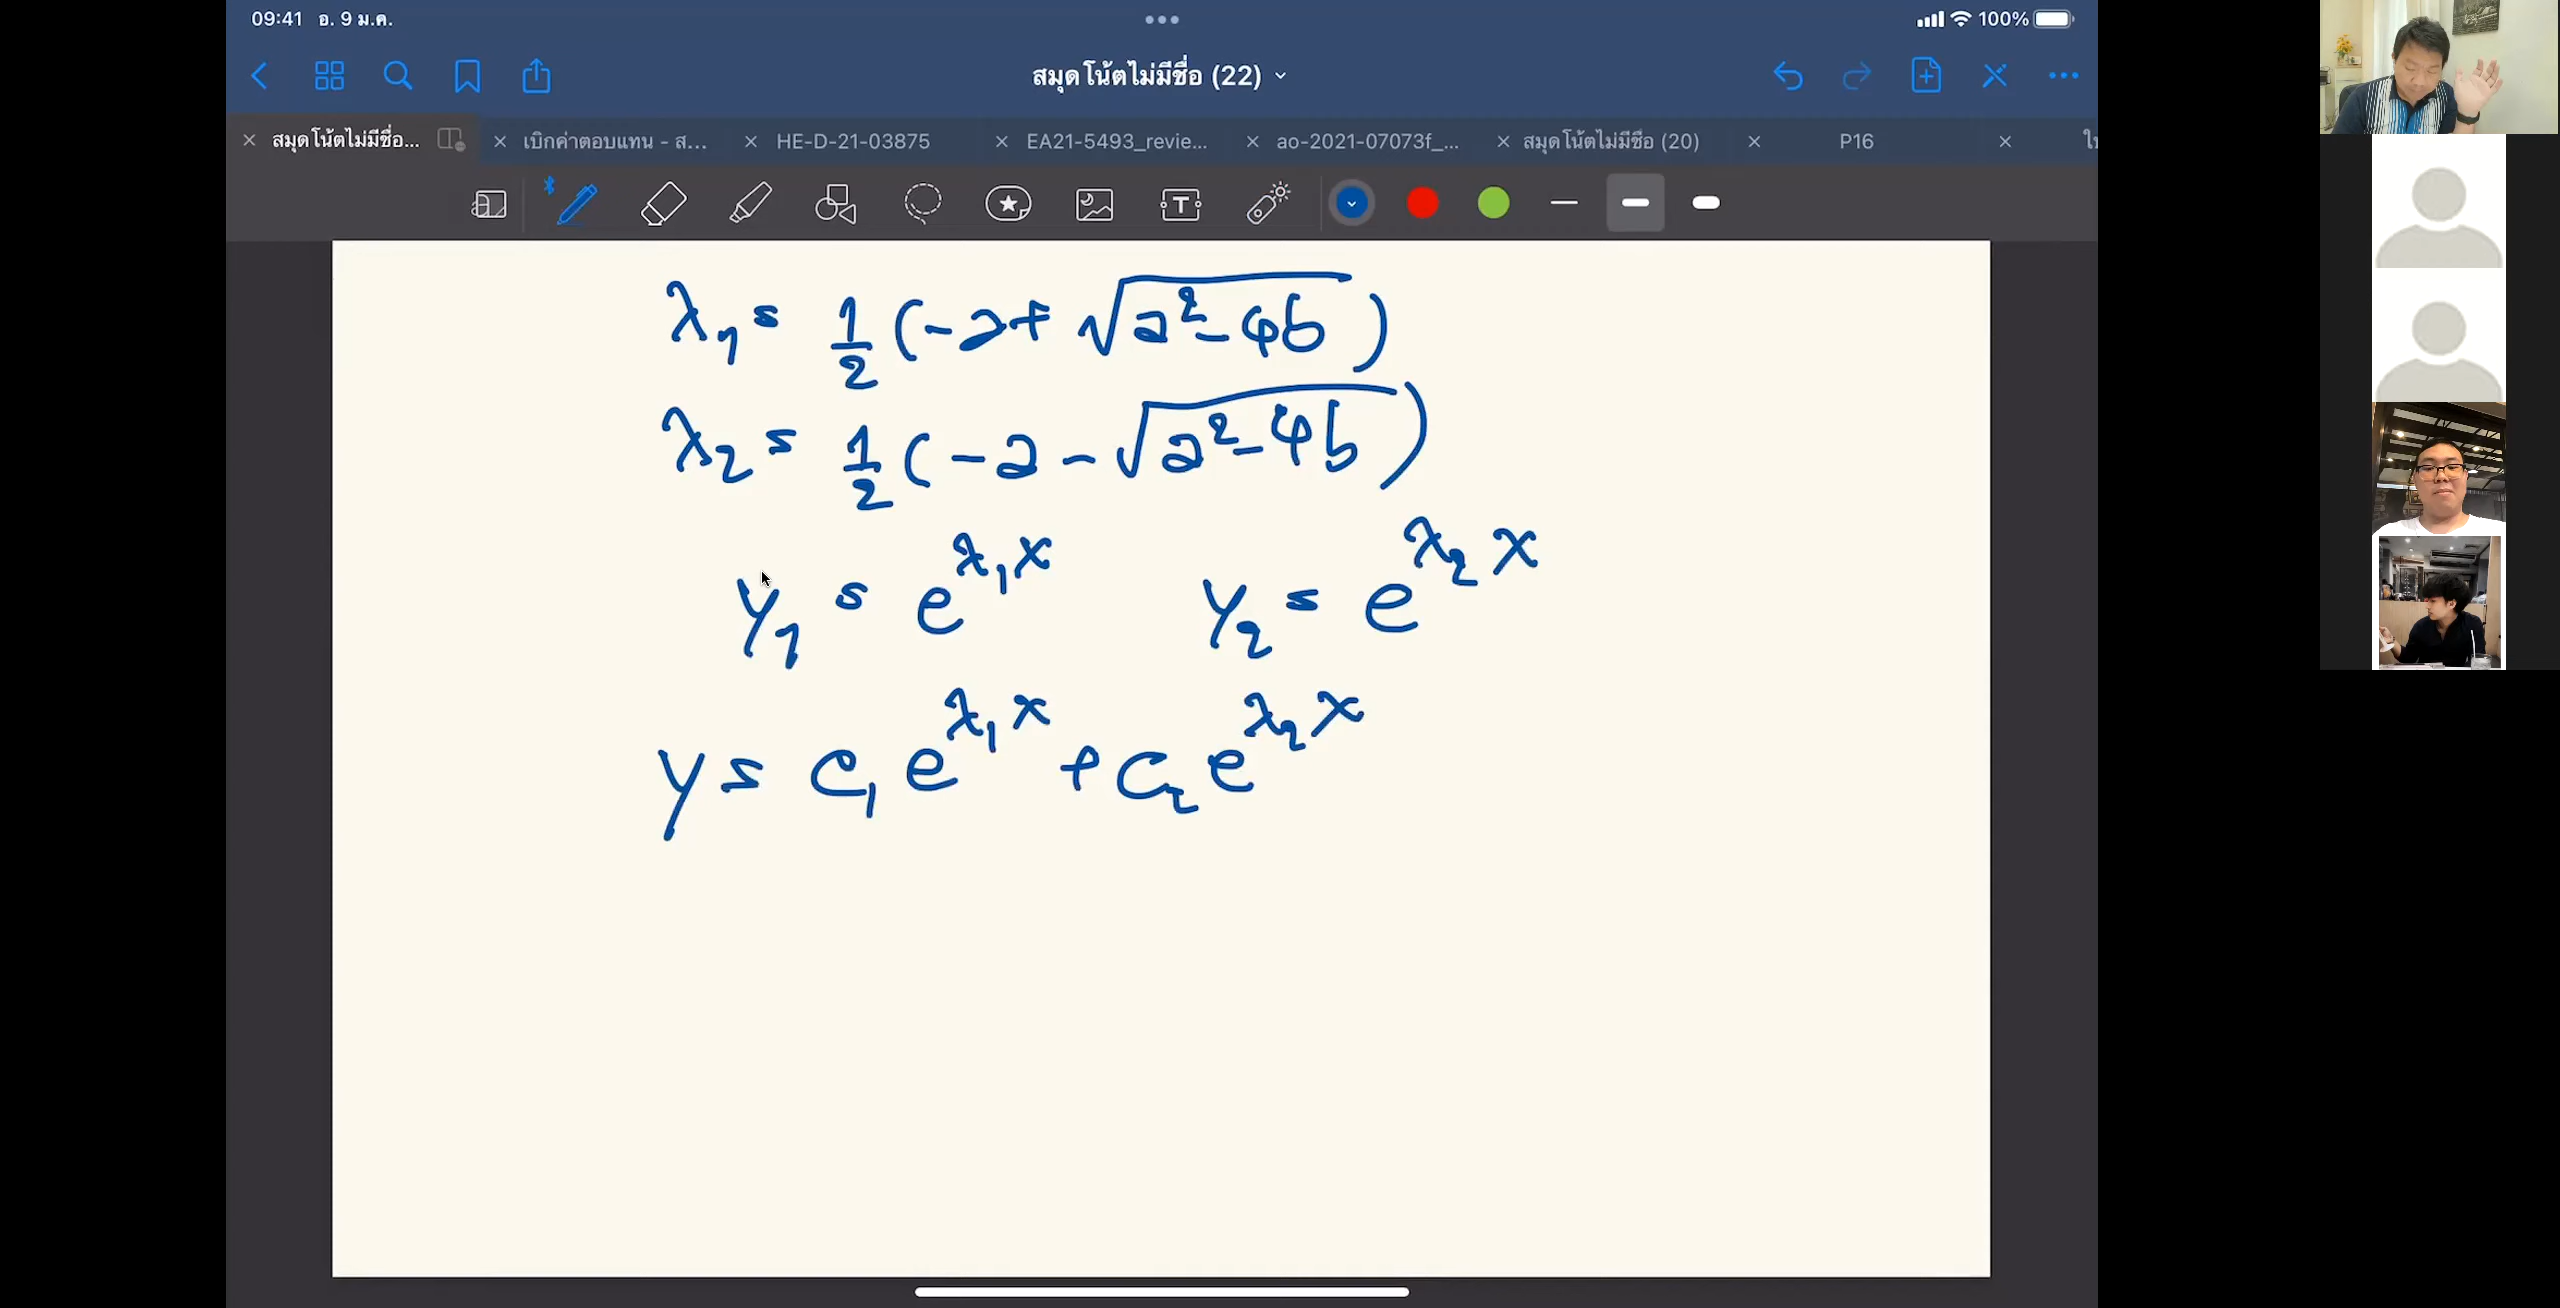 09:41 อ. 9 ม.ค. 100%
สมุดโน้ตไม่มีชื่อ (22)
สมุดโน้ตไม่มีชื่อ... เบิกค่าตอบแทน - ส... HE-D-21-03875 EA21-5493_revie... ao-2021-07073f_... สมุดโน้ตไม่มีชื่อ (20) P16
λ₁ = 1/2 (-a + √(a² - 4b))
λ₂ = 1/2 (-a - √(a² - 4b))
y₁ = e^(λ₁x) y₂ = e^(λ₂x)
y = c₁ e^(λ₁x) + c₂ e^(λ₂x)